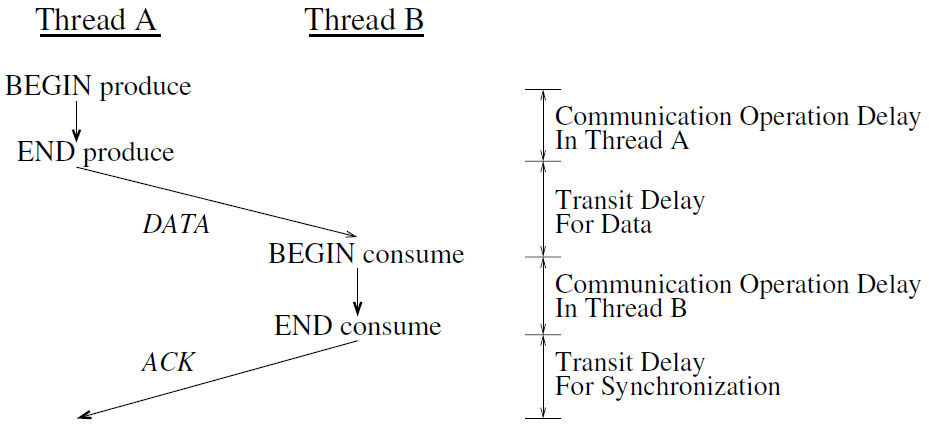 Thread A
Thread B
BEGIN produce
END produce
DATA
BEGIN consume
END consume
ACK
Communication Operation Delay
In Thread A
Transit Delay
For Data
Communication Operation Delay
In Thread B
Transit Delay
For Synchronization